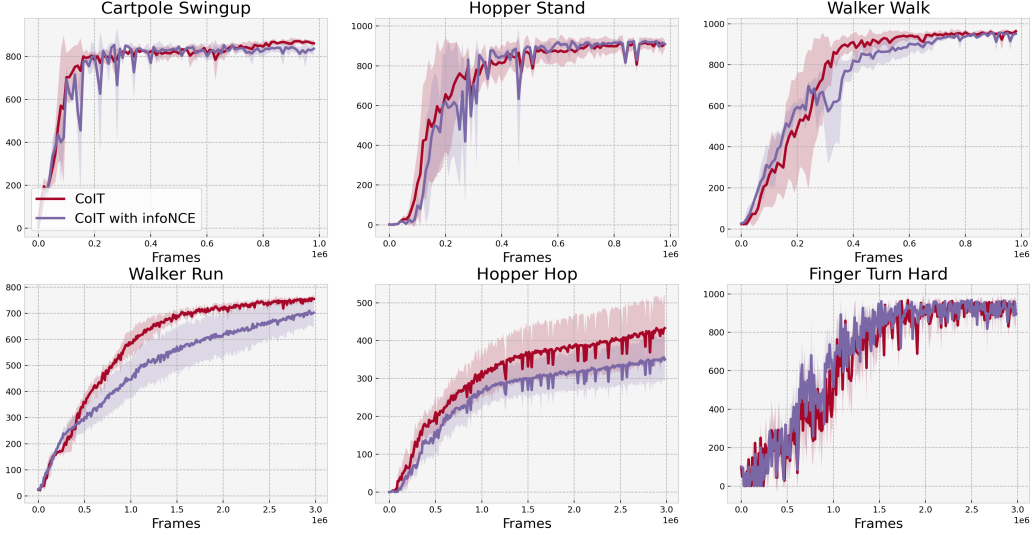 Cartpole Swingup
800
600
400
200
0
CoIT
CoIT with infoNCE
0.0 0.2 0.4 0.6 0.8 1.0
1e6
Frames
Hopper Stand
1000
800
600
400
200
0
0.0 0.2 0.4 0.6 0.8 1.0
1e6
Frames
Walker Walk
1000
800
600
400
200
0
0.0 0.2 0.4 0.6 0.8 1.0
1e6
Frames
Walker Run
800
700
600
500
400
300
200
100
0
0.0 0.5 1.0 1.5 2.0 2.5 3.0
1e6
Frames
Hopper Hop
500
400
300
200
100
0
0.0 0.5 1.0 1.5 2.0 2.5 3.0
1e6
Frames
Finger Turn Hard
1000
800
600
400
200
0
0.0 0.5 1.0 1.5 2.0 2.5 3.0
1e6
Frames